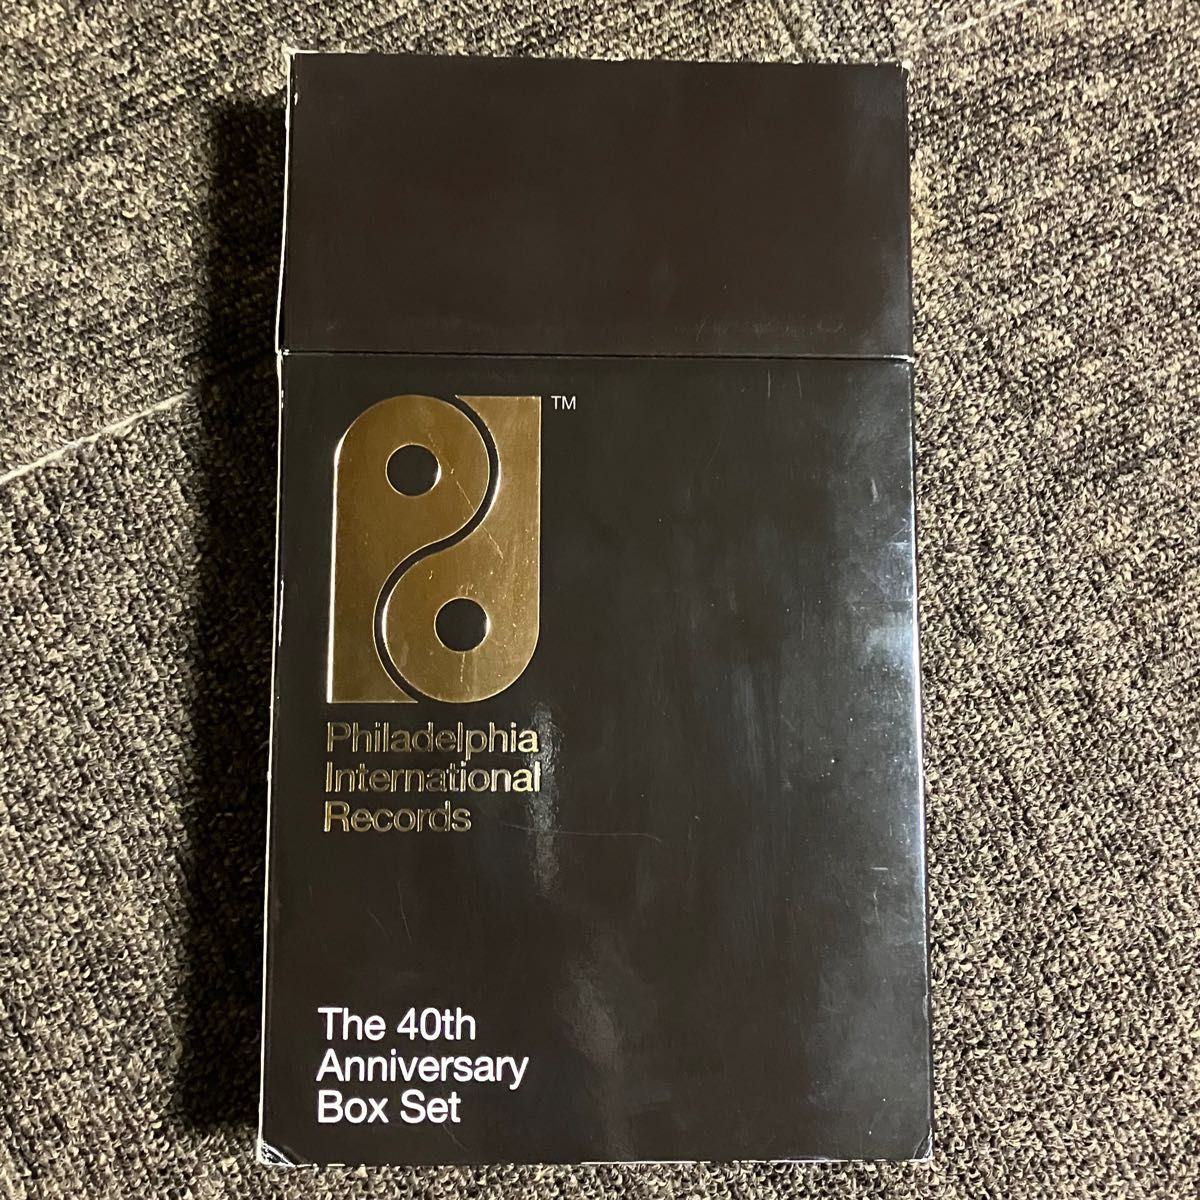 TM
Philadelphia
International
Records
The 40th
Anniversary
Box Set